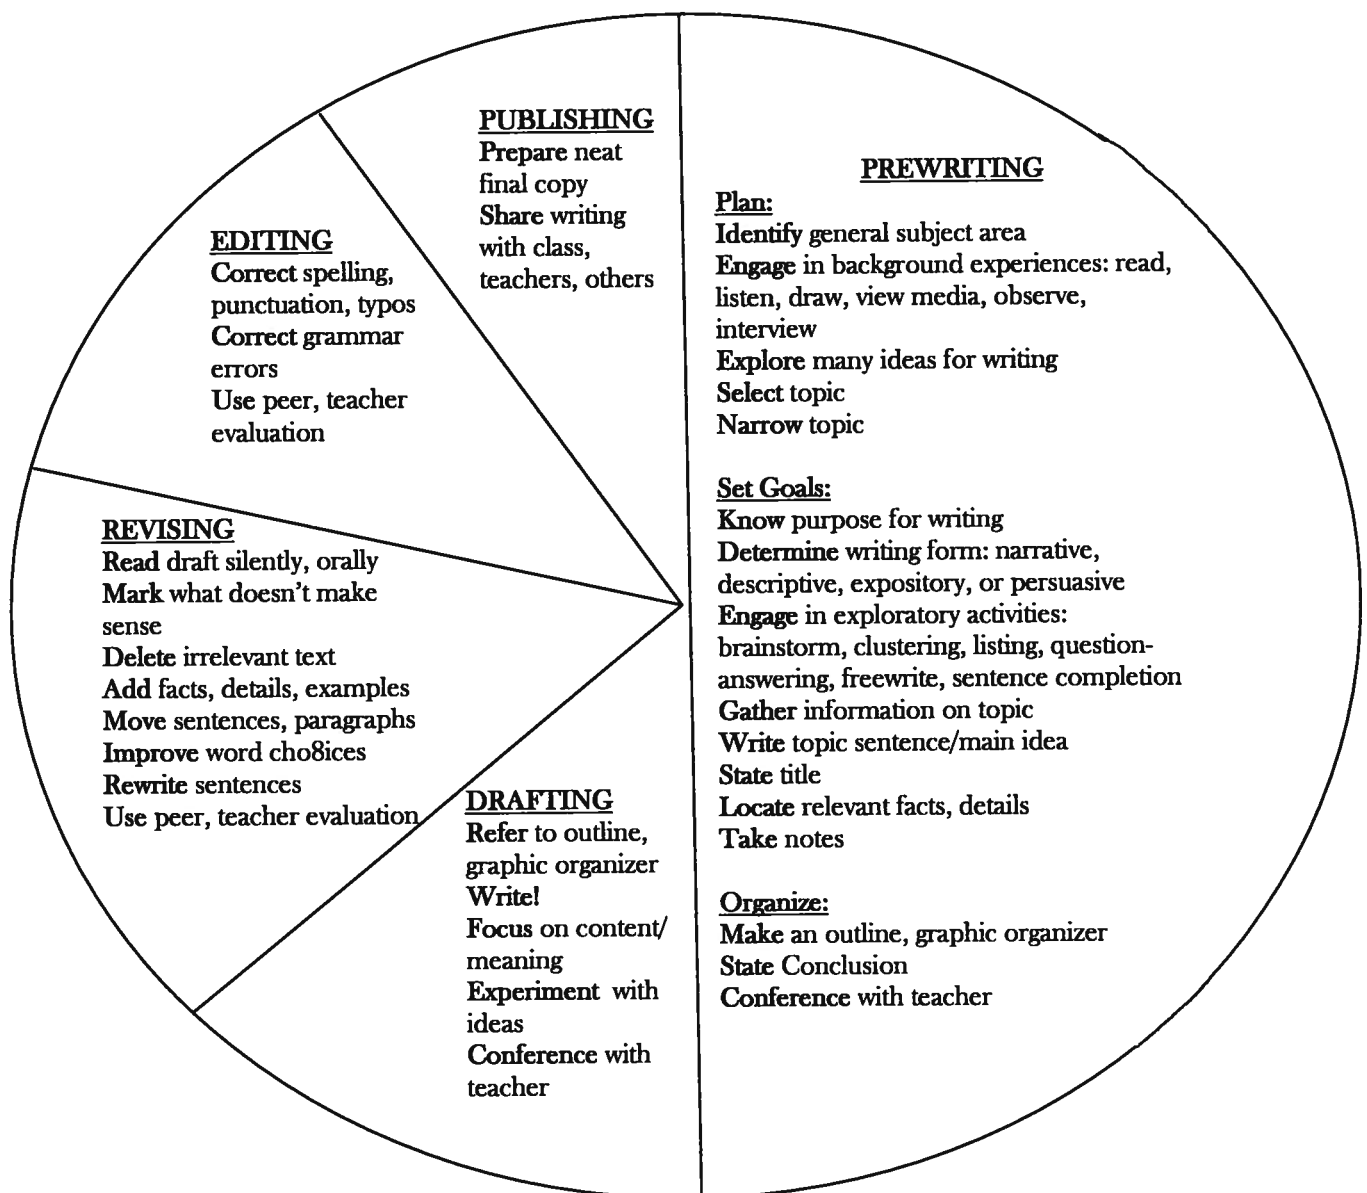 PREWRITING
Plan:
Identify general subject area
Engage in background experiences: read,
listen, draw, view media, observe,
interview
Explore many ideas for writing
Select topic
Narrow topic
Set Goals:
Know purpose for writing
Determine writing form: narrative,
descriptive, expository, or persuasive
Engage in exploratory activities:
brainstorm, clustering, listing, question-
answering, freewrite, sentence completion
Gather information on topic
Write topic sentence/main idea
State title
Locate relevant facts, details
Take notes
Organize:
Make an outline, graphic organizer
State Conclusion
Conference with teacher
DRAFTING
Refer to outline,
graphic organizer
Write!
Focus on content/
meaning
Experiment with
ideas
Conference with
teacher
REVISING
Read draft silently, orally
Mark what doesn't make
sense
Delete irrelevant text
Add facts, details, examples
Move sentences, paragraphs
Improve word cho8ices
Rewrite sentences
Use peer, teacher evaluation
EDITING
Correct spelling,
punctuation, typos
Correct grammar
errors
Use peer, teacher
evaluation
PUBLISHING
Prepare neat
final copy
Share writing
with class,
teachers, others